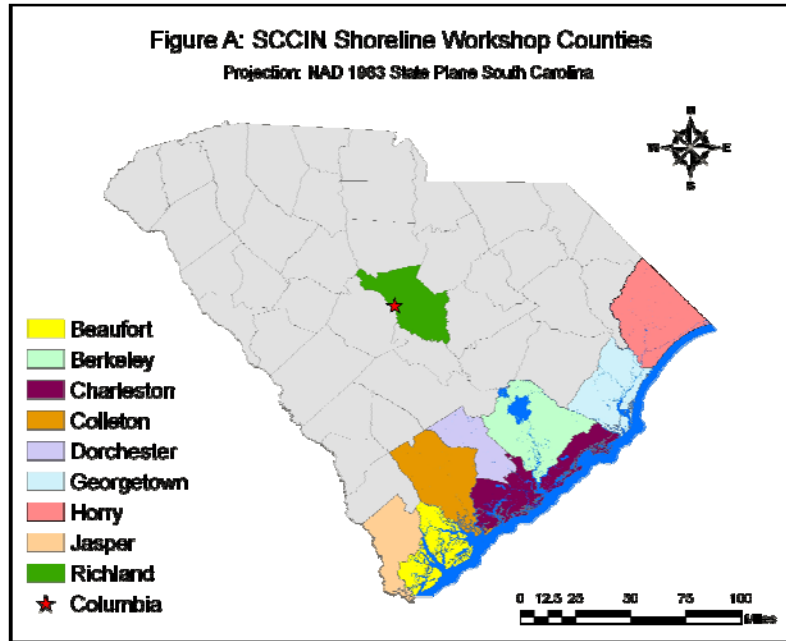 Figure A: SCCIN Shoreline Workshop Counties
Projection: NAD 1983 State Plane South Carolina
N
W E
S
Beaufort
Berkeley
Charleston
Colleton
Dorchester
Georgetown
Horry
Jasper
Richland
Columbia
0 12.5 25 50 75 100
Miles